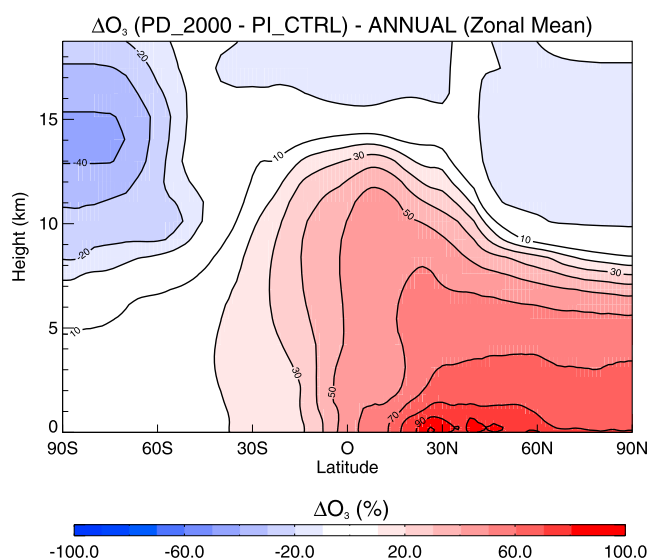 ΔO₃ (PD_2000 - PI_CTRL) - ANNUAL (Zonal Mean)
-20
15
10
30
-40
Height (km)
10
50
10
-20
30
5
10
30
50
70
90
0
90S 60S 30S O 30N 60N 90N
Latitude
ΔO₃ (%)
-100.0 -60.0 -20.0 20.0 60.0 100.0